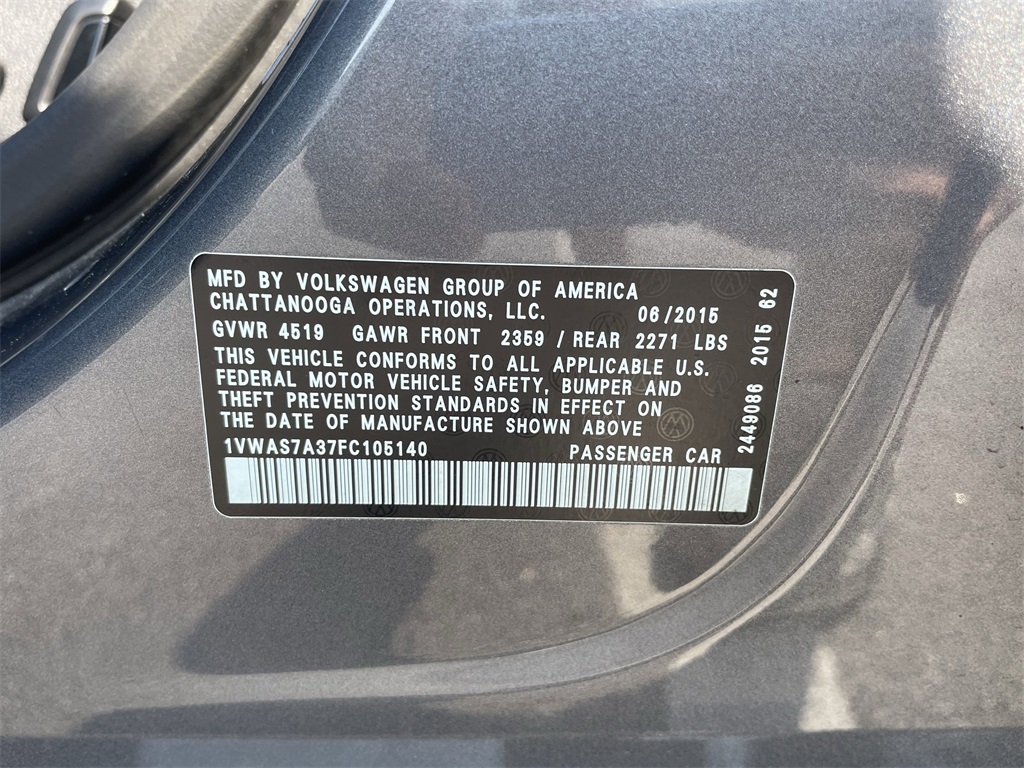 MFD BY VOLKSWAGEN GROUP OF AMERICA
CHATTANOOGA OPERATIONS, LLC. 06/2015
GVWR 4519 GAWR FRONT 2359 / REAR 2271 LBS
THIS VEHICLE CONFORMS TO ALL APPLICABLE U.S.
FEDERAL MOTOR VEHICLE SAFETY, BUMPER AND
THEFT PREVENTION STANDARDS IN EFFECT ON
THE DATE OF MANUFACTURE SHOWN ABOVE
1VWAS7A37FC105140 PASSENGER CAR
2449086 2015 62